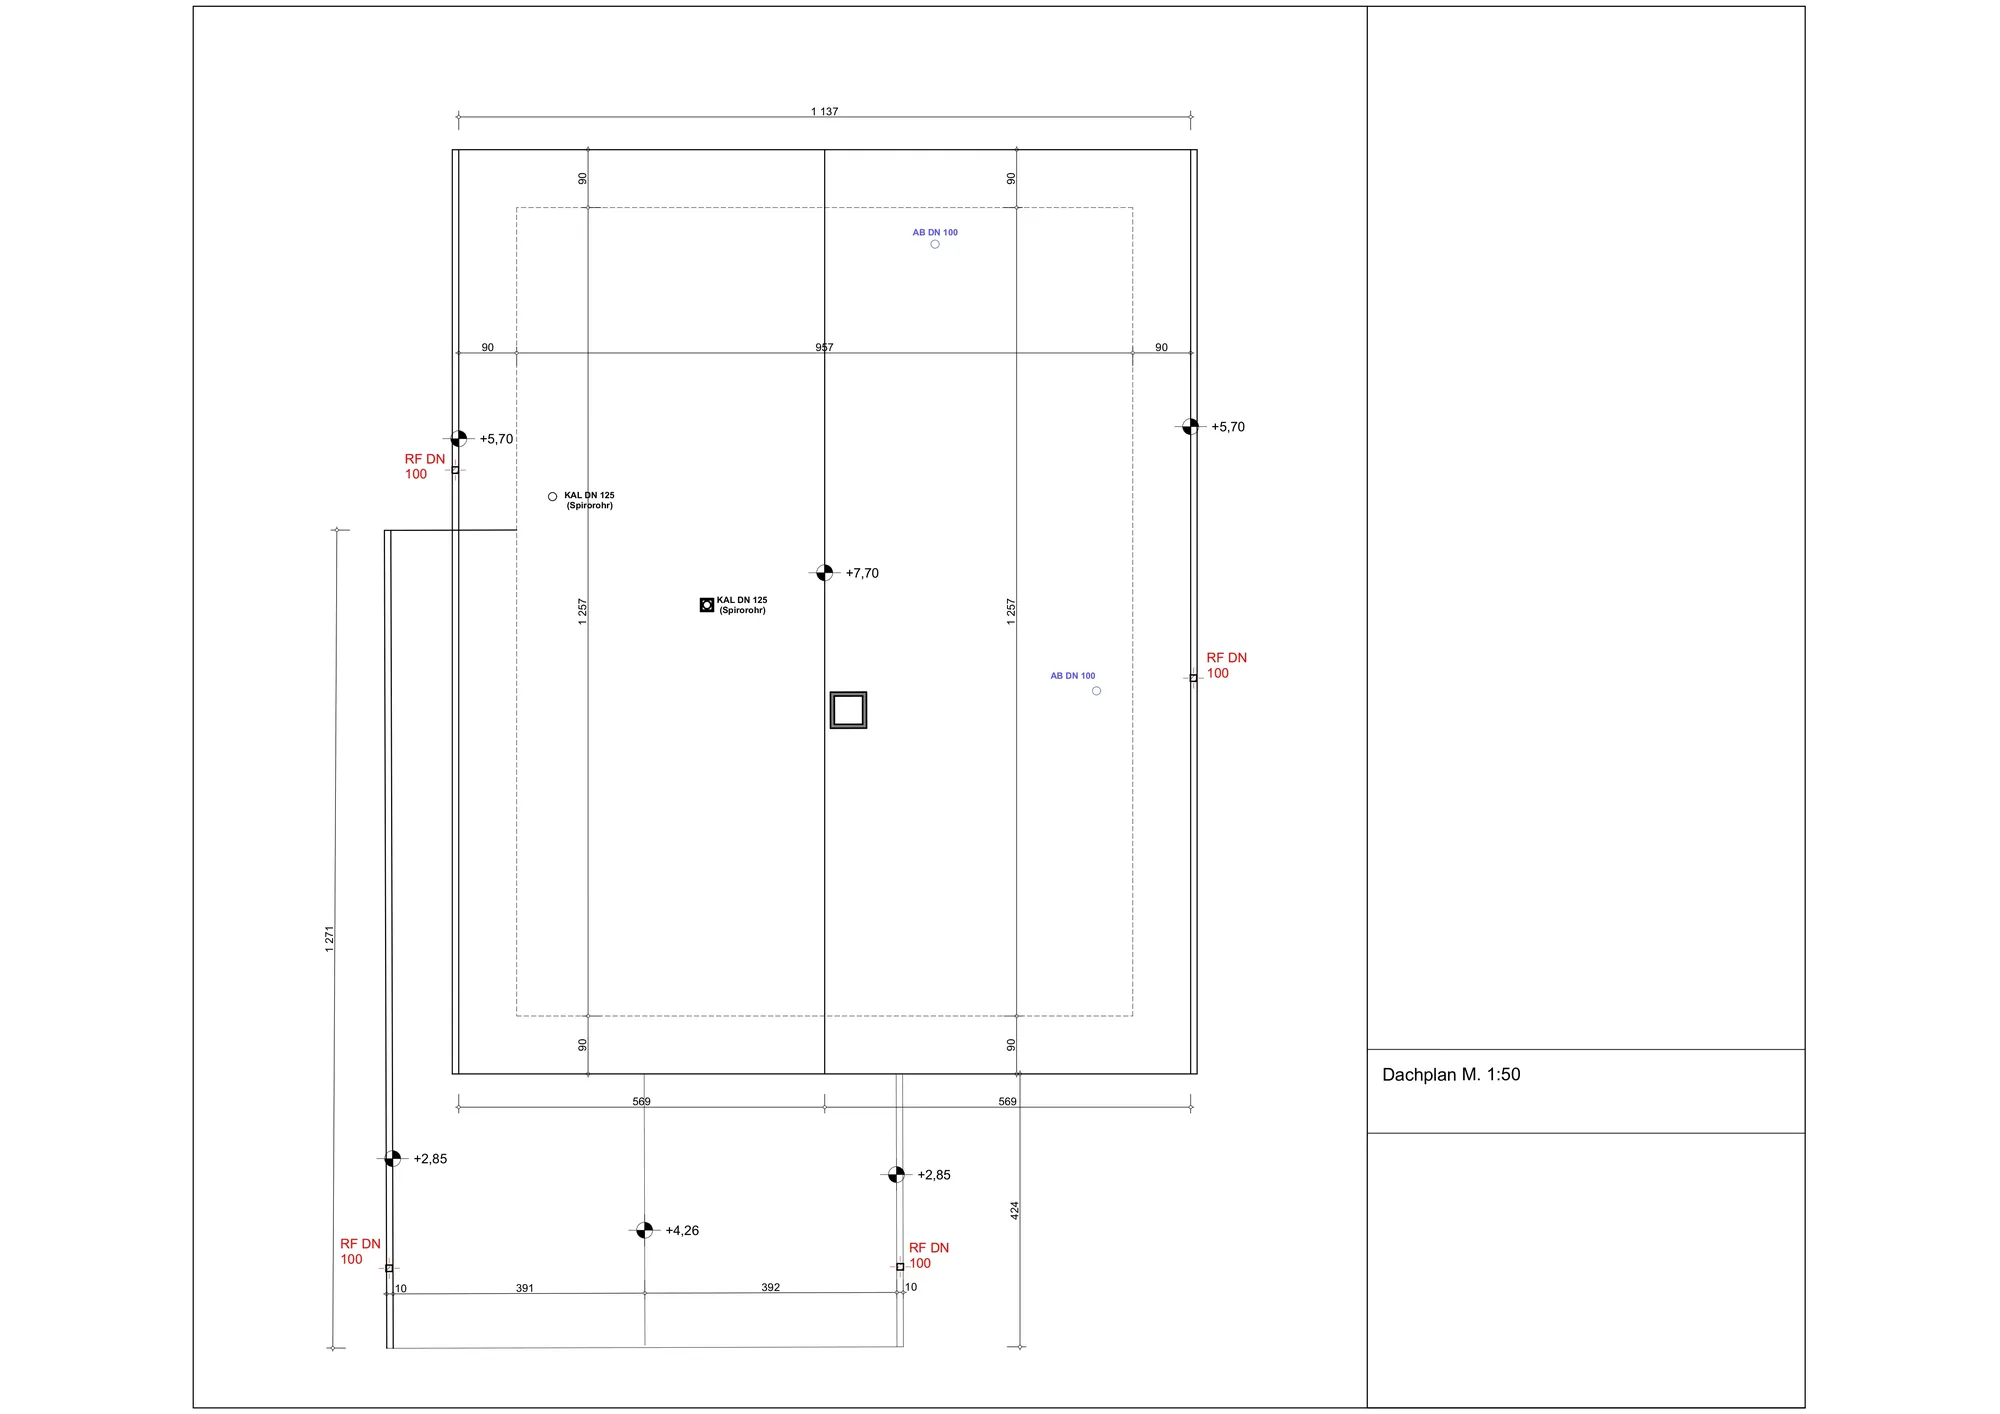 1 137
90
90
AB DN 100
90
957
90
+5,70
+5,70
RF DN
100
KAL DN 125
(Spirorohr)
+7,70
KAL DN 125
(Spirorohr)
1 257
1 257
RF DN
100
AB DN 100
1 271
90
90
Dachplan M. 1:50
569
569
+2,85
+2,85
424
+4,26
RF DN
100
RF DN
100
10
391
392
10